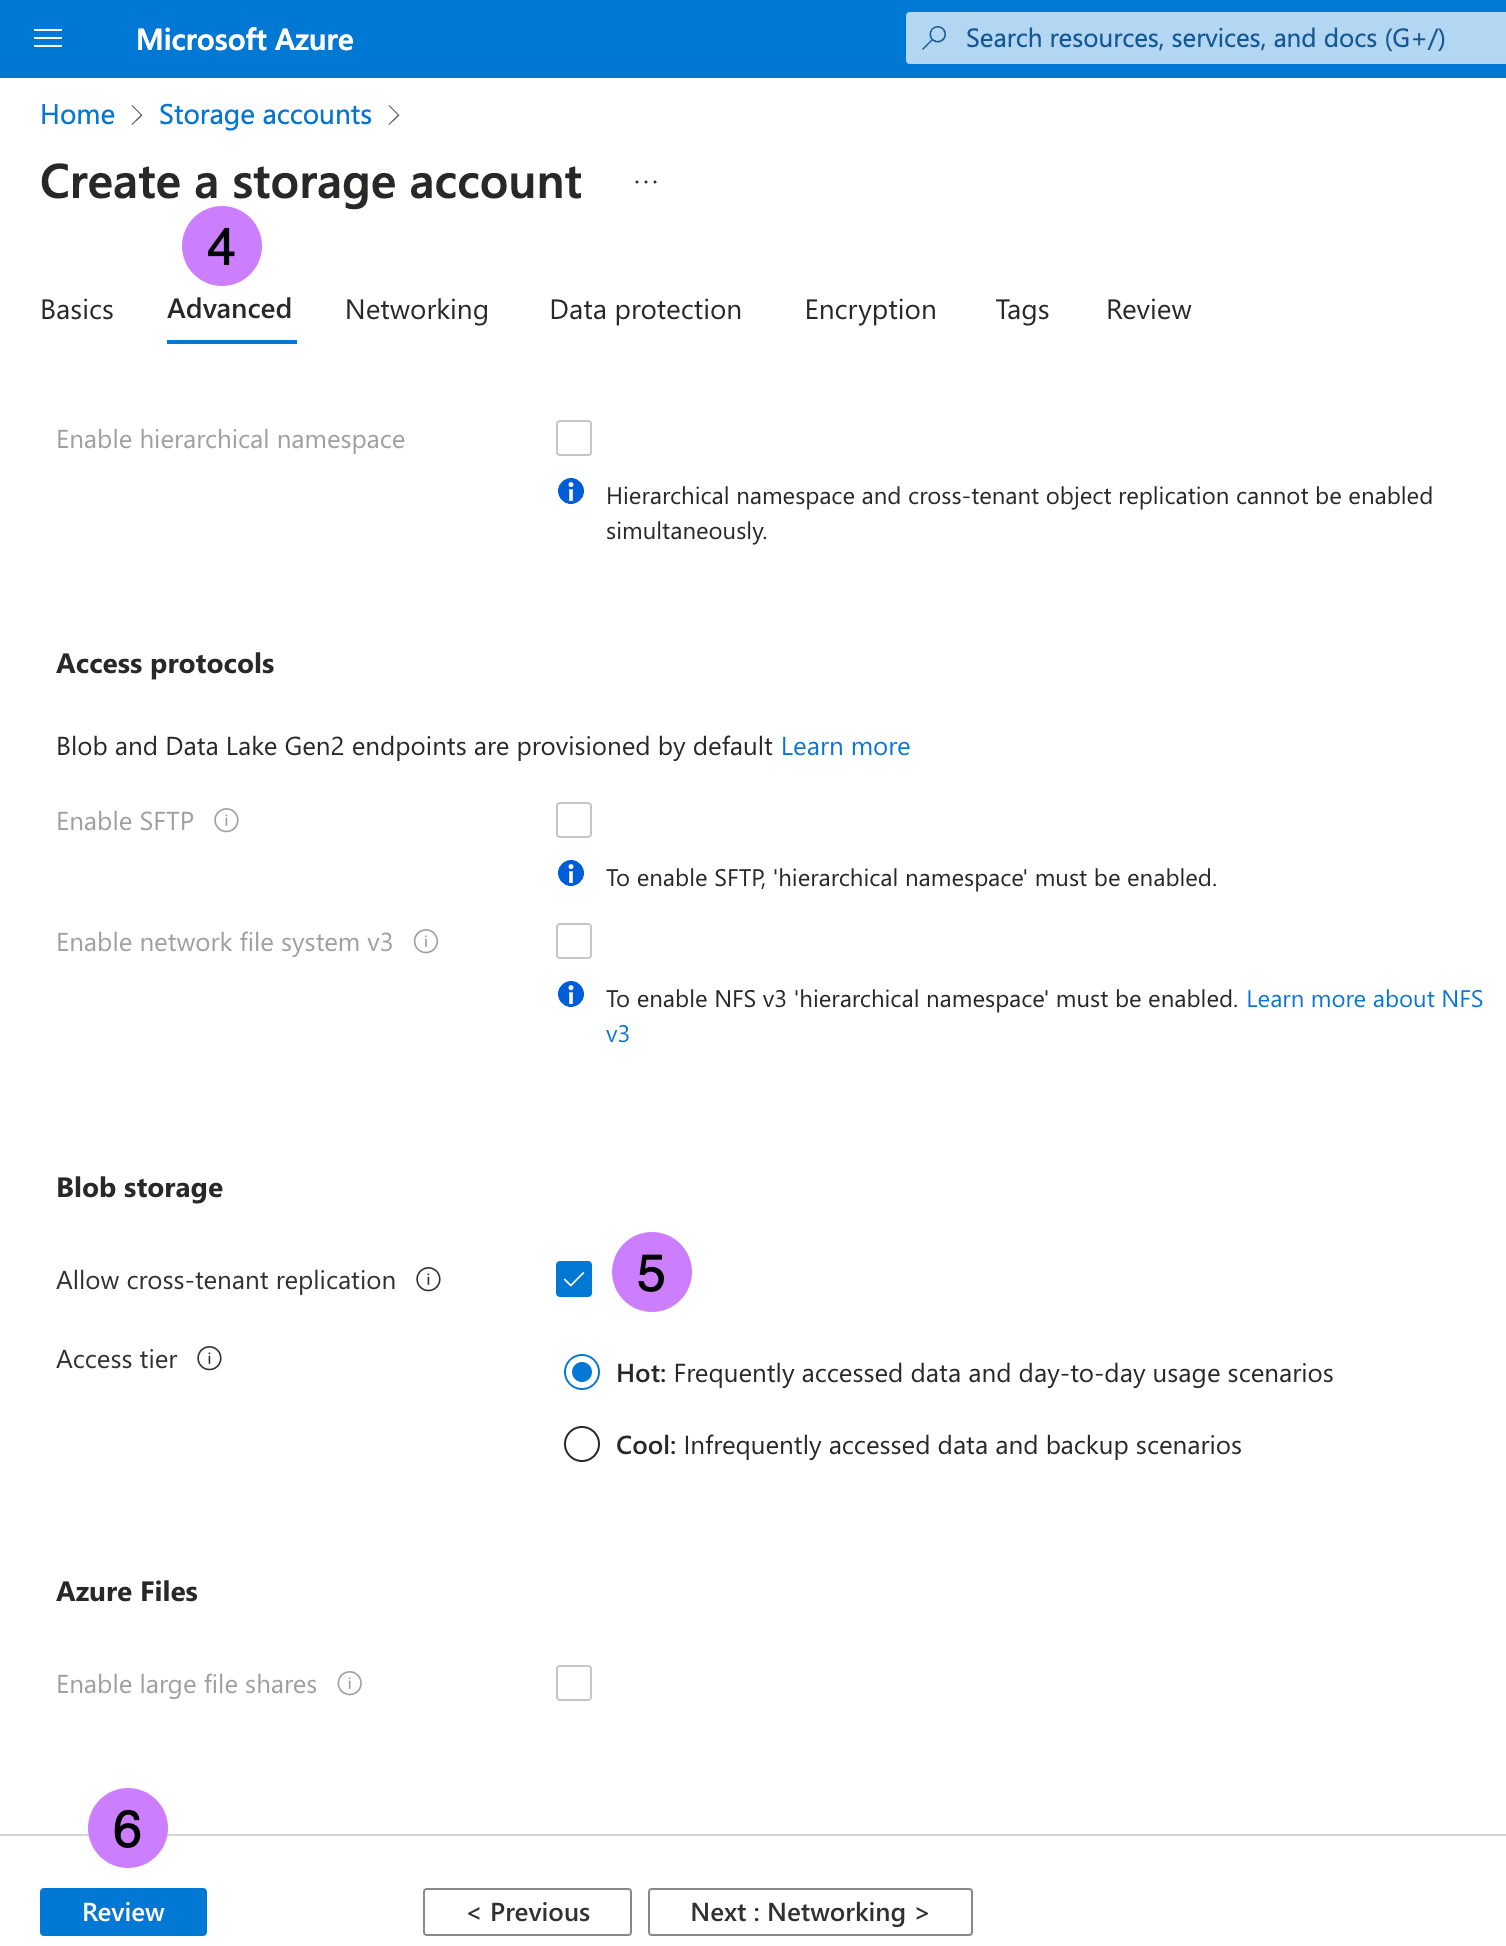 Microsoft Azure
Search resources, services, and docs (G+/)
Home > Storage accounts >
Create a storage account ...
4
Basics Advanced Networking Data protection Encryption Tags Review
Enable hierarchical namespace
Hierarchical namespace and cross-tenant object replication cannot be enabled
simultaneously.
Access protocols
Blob and Data Lake Gen2 endpoints are provisioned by default Learn more
Enable SFTP
To enable SFTP, 'hierarchical namespace' must be enabled.
Enable network file system v3
To enable NFS v3 'hierarchical namespace' must be enabled. Learn more about NFS
v3
Blob storage
Allow cross-tenant replication
5
Access tier
Hot: Frequently accessed data and day-to-day usage scenarios
Cool: Infrequently accessed data and backup scenarios
Azure Files
Enable large file shares
6
Review
< Previous
Next : Networking >